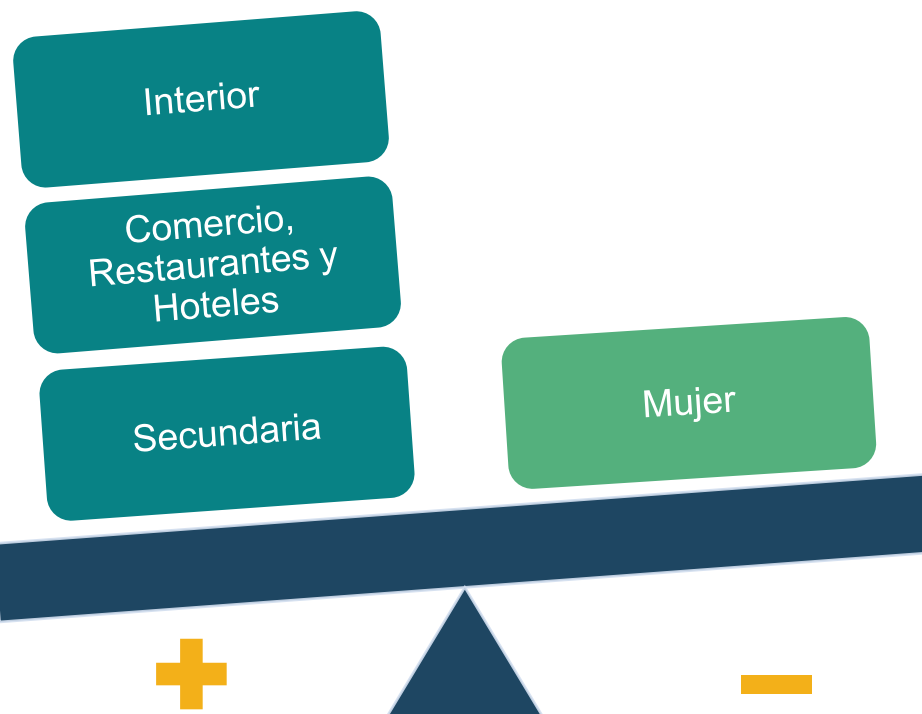 Interior
Comercio,
Restaurantes y
Hoteles
Secundaria
Mujer